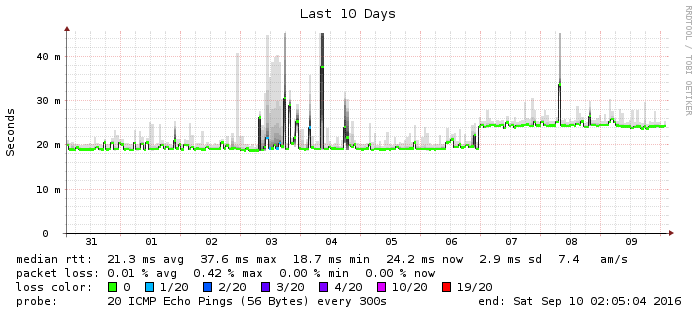 Last 10 Days
RRDTOOL / TOBI OETIKER
Seconds
40 m
30 m
20 m
10 m
0
31 01 02 03 04 05 06 07 08 09
median rtt: 21.3 ms avg 37.6 ms max 18.7 ms min 24.2 ms now 2.9 ms sd 7.4 am/s
packet loss: 0.01 % avg 0.42 % max 0.00 % min 0.00 % now
loss color: 0 1/20 2/20 3/20 4/20 10/20 19/20
probe: 20 ICMP Echo Pings (56 Bytes) every 300s end: Sat Sep 10 02:05:04 2016